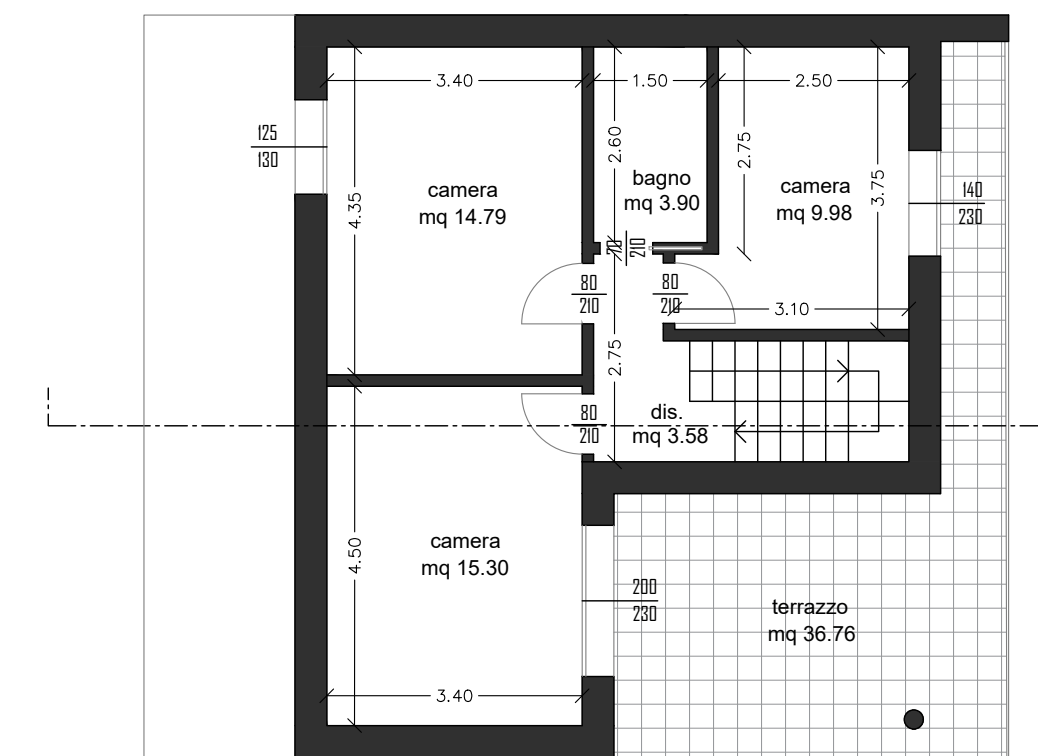 3.40
1.50
2.50
125
130
2.60
2.75
3.75
4.35
camera
mq 14.79
bagno
mq 3.90
camera
mq 9.98
140
230
70
210
80
210
80
210
3.10
2.75
80
210
dis.
mq 3.58
4.50
camera
mq 15.30
200
230
terrazzo
mq 36.76
3.40